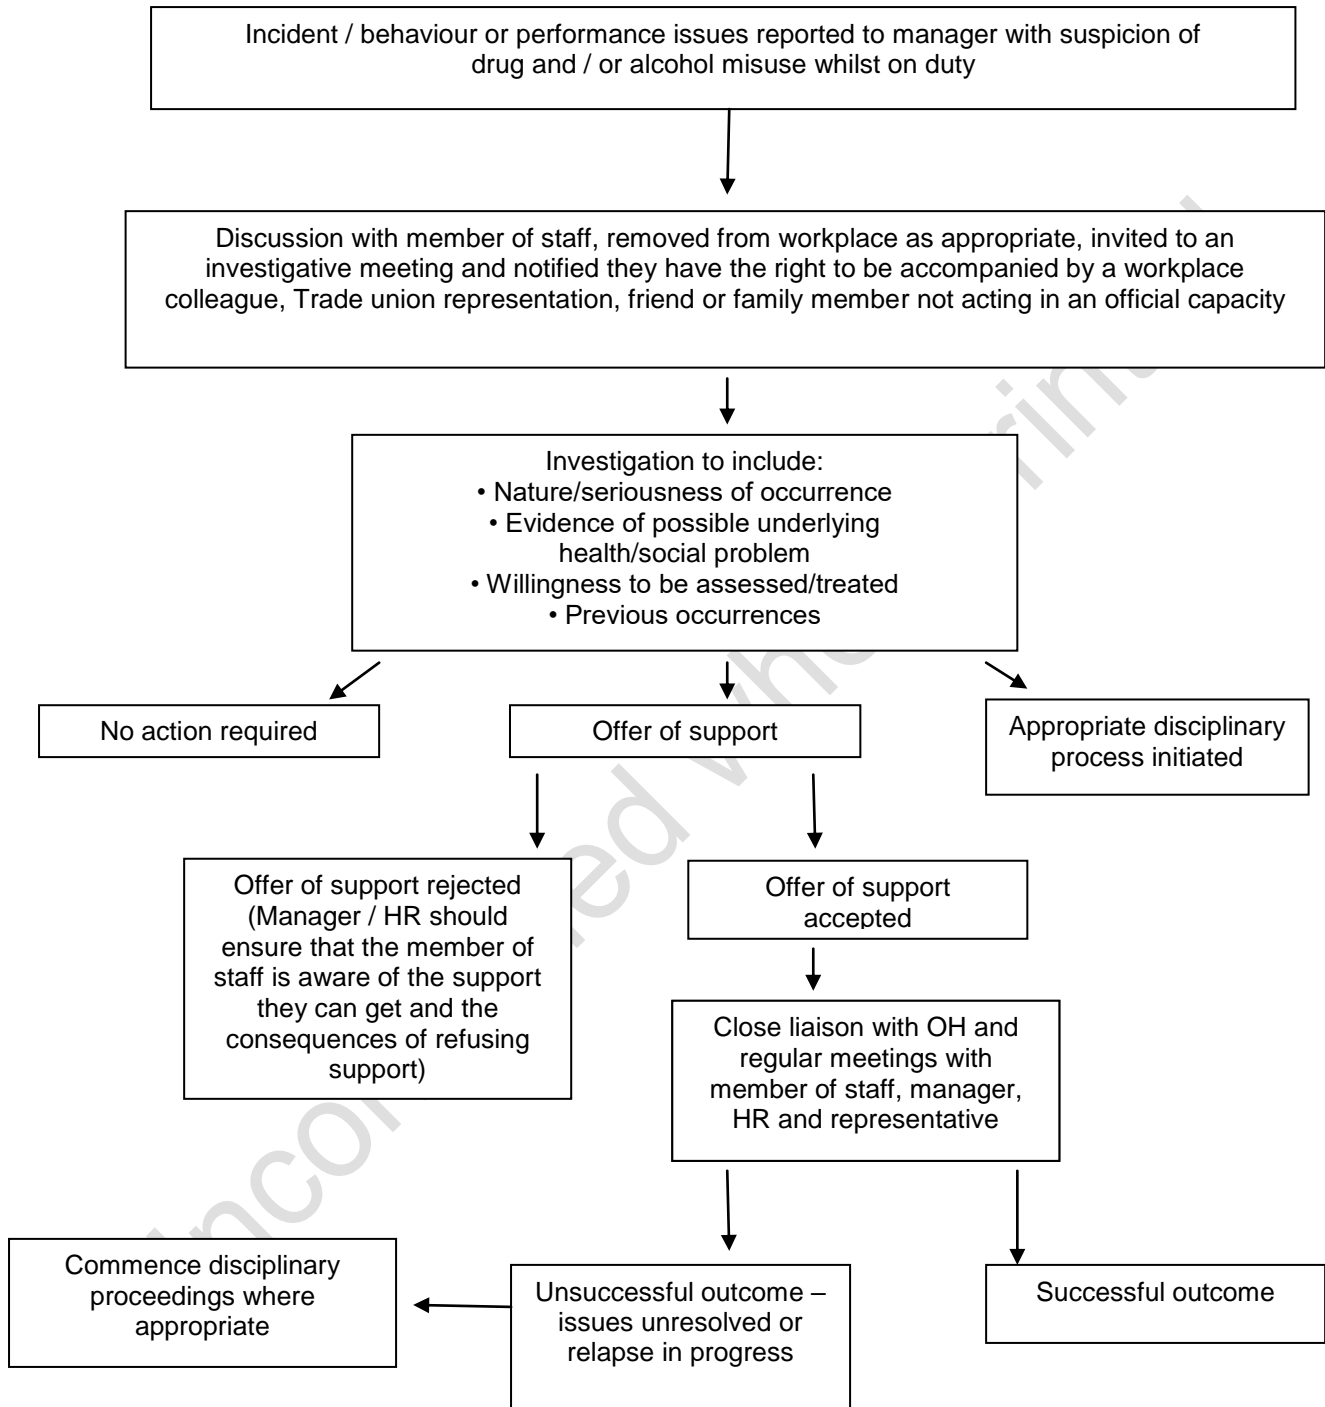 Incident / behaviour or performance issues reported to manager with suspicion of
drug and / or alcohol misuse whilst on duty
Discussion with member of staff, removed from workplace as appropriate, invited to an
investigative meeting and notified they have the right to be accompanied by a workplace
colleague, Trade union representation, friend or family member not acting in an official capacity
Investigation to include:
• Nature/seriousness of occurrence
• Evidence of possible underlying
health/social problem
• Willingness to be assessed/treated
• Previous occurrences
No action required
Offer of support
Appropriate disciplinary
process initiated
Offer of support rejected
(Manager / HR should
ensure that the member of
staff is aware of the support
they can get and the
consequences of refusing
support)
Offer of support
accepted
Close liaison with OH and
regular meetings with
member of staff, manager,
HR and representative
Commence disciplinary
proceedings where
appropriate
Unsuccessful outcome –
issues unresolved or
relapse in progress
Successful outcome